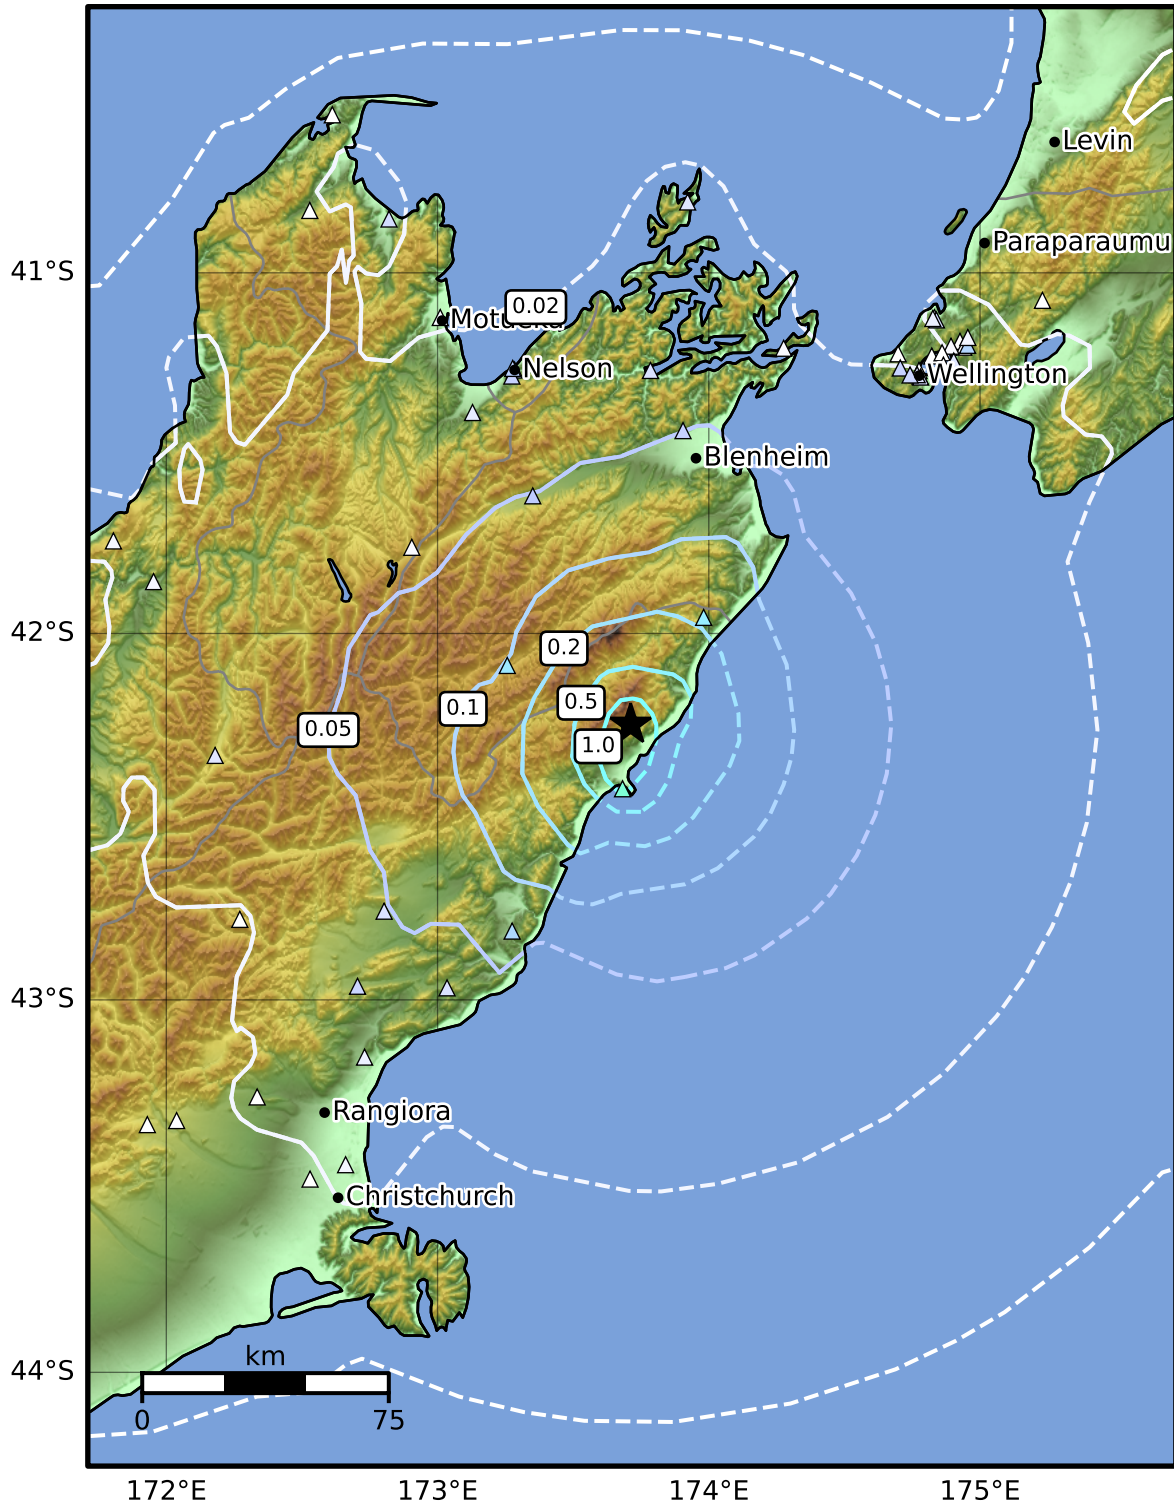 Levin
Paraparaumu
41°S
0.02
Motueka
Nelson
Wellington
Blenheim
42°S
0.2
0.5
0.1
0.05
1.0
43°S
Rangiora
Christchurch
km
44°S
0
75
172°E
173°E
174°E
175°E